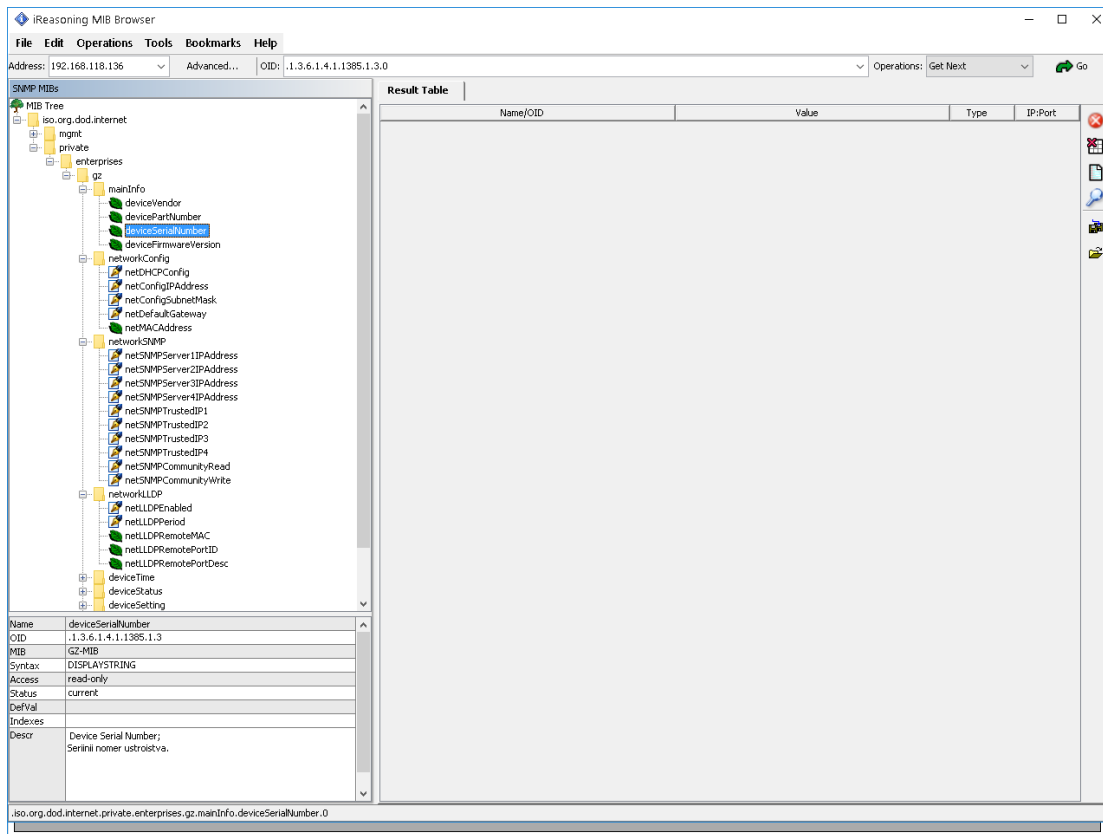 iReasoning MIB Browser
File Edit Operations Tools Bookmarks Help
Address: 192.168.118.136 Advanced... OID: .1.3.6.1.4.1.1385.1.3.0 Operations: Get Next Go
SNMP MIBs
MIB Tree
iso.org.dod.internet
mgmt
private
enterprises
gz
mainInfo
deviceVendor
devicePartNumber
deviceSerialNumber
deviceFirmwareVersion
networkConfig
netDHCPConfig
netConfigIPAddress
netConfigSubnetMask
netDefaultGateway
netMACAddress
networkSNMP
netSNMPServer1IPAddress
netSNMPServer2IPAddress
netSNMPServer3IPAddress
netSNMPServer4IPAddress
netSNMPTrustedIP1
netSNMPTrustedIP2
netSNMPTrustedIP3
netSNMPTrustedIP4
netSNMPCommunityRead
netSNMPCommunityWrite
networkLLDP
netLLDPEnabled
netLLDPPeriod
netLLDPRemoteMAC
netLLDPRemotePortID
netLLDPRemotePortDesc
deviceTime
deviceStatus
deviceSetting
Name deviceSerialNumber
OID .1.3.6.1.4.1.1385.1.3
MIB GZ-MIB
Syntax DISPLAYSTRING
Access read-only
Status current
DefVal
Indexes
Descr Device Serial Number;
Seriinii nomer ustroistva.
Result Table
Name/OID Value Type IP:Port
.iso.org.dod.internet.private.enterprises.gz.mainInfo.deviceSerialNumber.0